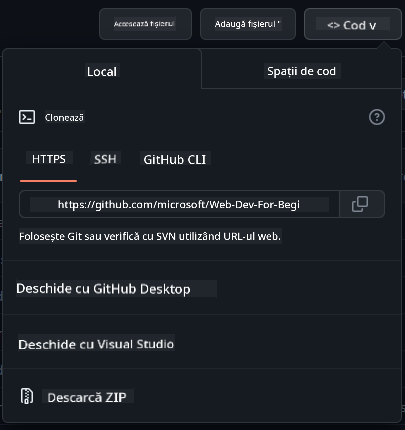 Accesează fișierul
Adaugă fișierul
<> Cod v
Local
Spații de cod
Clonează
HTTPS
SSH
GitHub CLI
https://github.com/microsoft/Web-Dev-For-Begi
Folosește Git sau verifică cu SVN utilizând URL-ul web.
Deschide cu GitHub Desktop
Deschide cu Visual Studio
Descarcă ZIP